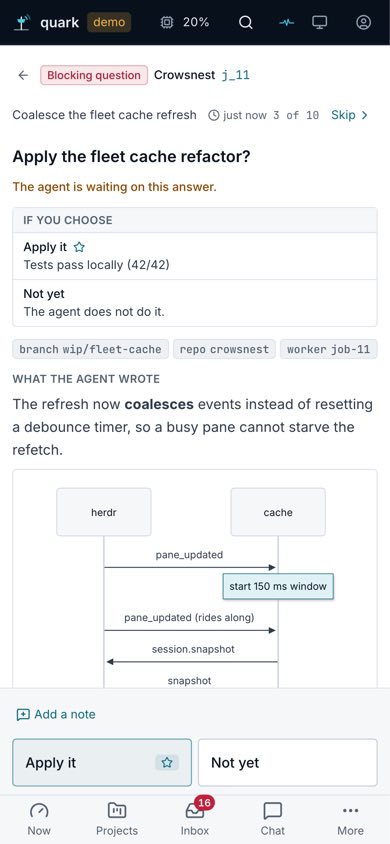 quark demo 20%
Blocking question Crowsnest j_11
Coalesce the fleet cache refresh just now 3 of 10 Skip
Apply the fleet cache refactor?
The agent is waiting on this answer.
IF YOU CHOOSE
Apply it
Tests pass locally (42/42)
Not yet
The agent does not do it.
branch wip/fleet-cache repo crowsnest worker job-11
WHAT THE AGENT WROTE
The refresh now coalesces events instead of resetting
a debounce timer, so a busy pane cannot starve the
refetch.
herdr cache
pane_updated
start 150 ms window
pane_updated (rides along)
session.snapshot
snapshot
Add a note
Apply it Not yet
16
Now Projects Inbox Chat More